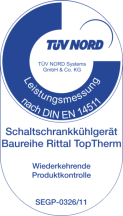 TÜV NORD
TÜV NORD Systems
GmbH & Co. KG
Leistungsmessung
nach DIN EN 14511
Schaltschrankkühlgerät
Baureihe Rittal TopTherm
Wiederkehrende
Produktkontrolle
SEGP-0326/11